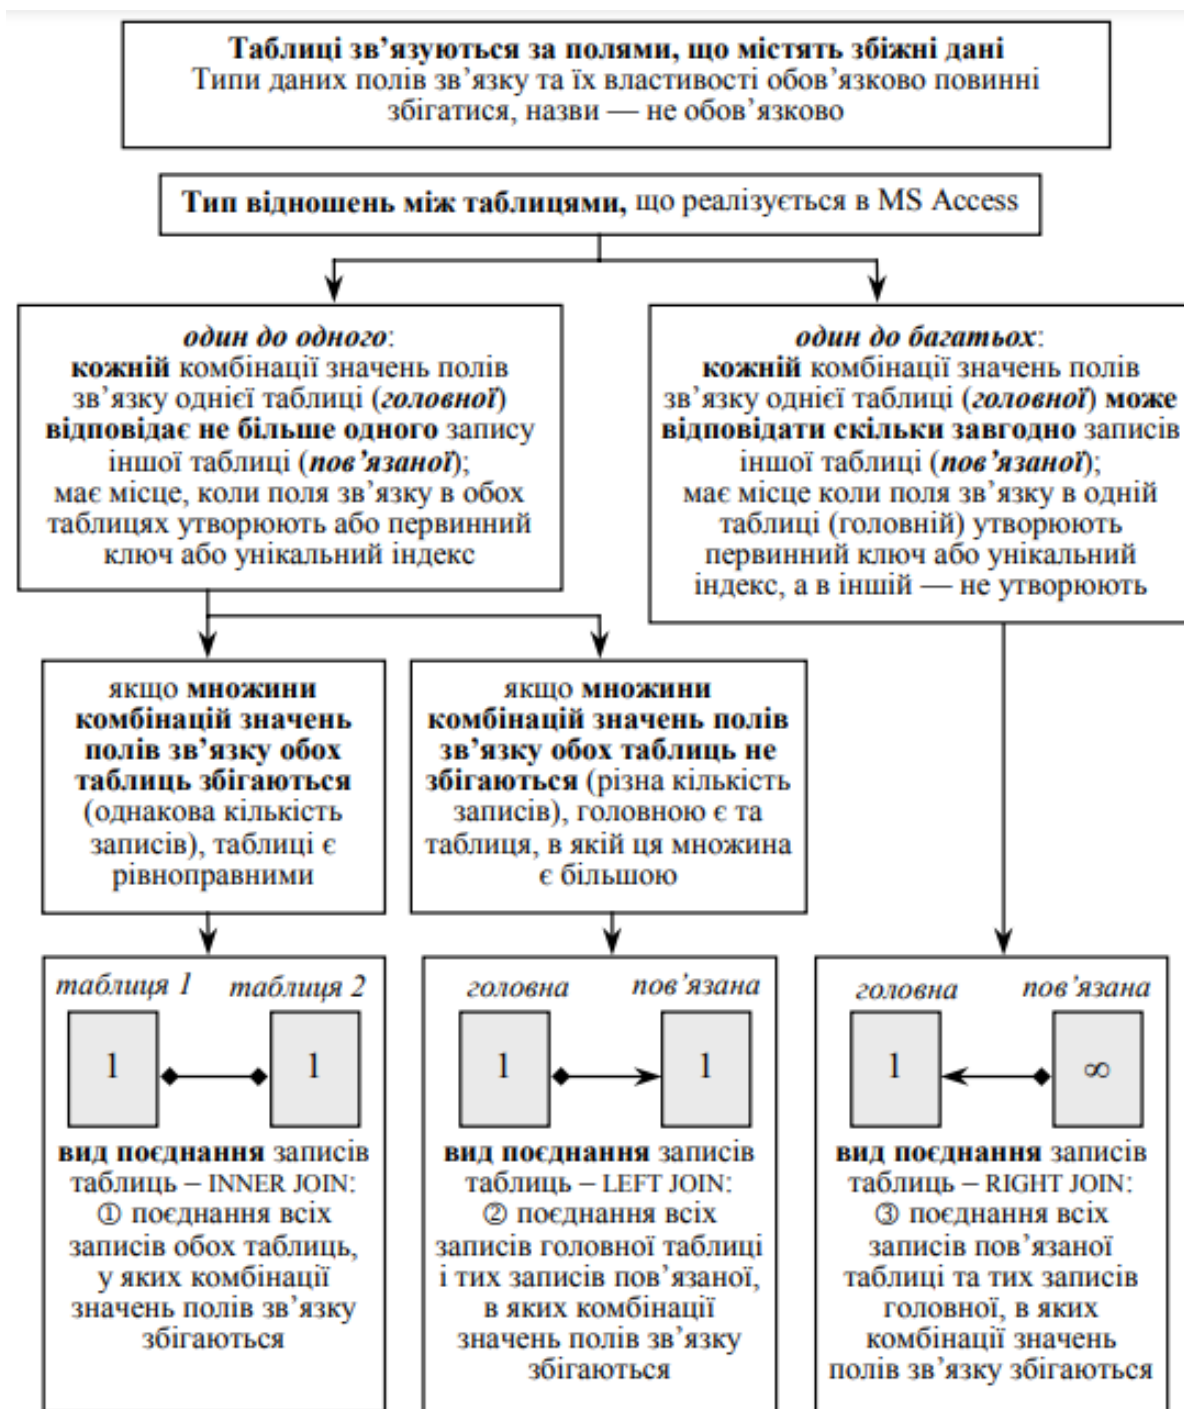 Таблиці зв’язуються за полями, що містять збіжні дані
Типи даних полів зв’язку та їх властивості обов’язково повинні
збігатися, назви — не обов’язково
Тип відношень між таблицями, що реалізується в MS Access
один до одного:
кожній комбінації значень полів
зв’язку однієї таблиці (головної)
відповідає не більше одного запису
іншої таблиці (пов’язаної);
має місце, коли поля зв’язку в обох
таблицях утворюють або первинний
ключ або унікальний індекс
один до багатьох:
кожній комбінації значень полів
зв’язку однієї таблиці (головної) може
відповідати скільки завгодно записів
іншої таблиці (пов’язаної);
має місце коли поля зв’язку в одній
таблиці (головній) утворюють
первинний ключ або унікальний
індекс, а в іншій — не утворюють
якщо множини
комбінацій значень
полів зв’язку обох
таблиць збігаються
(однакова кількість
записів), таблиці є
рівноправними
якщо множини
комбінацій значень полів
зв’язку обох таблиць не
збігаються (різна кількість
записів), головною є та
таблиця, в якій ця множина
є більшою
таблиця 1 таблиця 2
1 1
вид поєднання записів
таблиць – INNER JOIN:
① поєднання всіх
записів обох таблиць,
у яких комбінації
значень полів зв’язку
збігаються
головна пов’язана
1 1
вид поєднання записів
таблиць – LEFT JOIN:
② поєднання всіх
записів головної таблиці
і тих записів пов’язаної,
в яких комбінації
значень полів зв’язку
збігаються
головна пов’язана
1 ∞
вид поєднання записів
таблиць – RIGHT JOIN:
③ поєднання всіх
записів пов’язаної
таблиці та тих записів
головної, в яких
комбінації значень
полів зв’язку збігаються